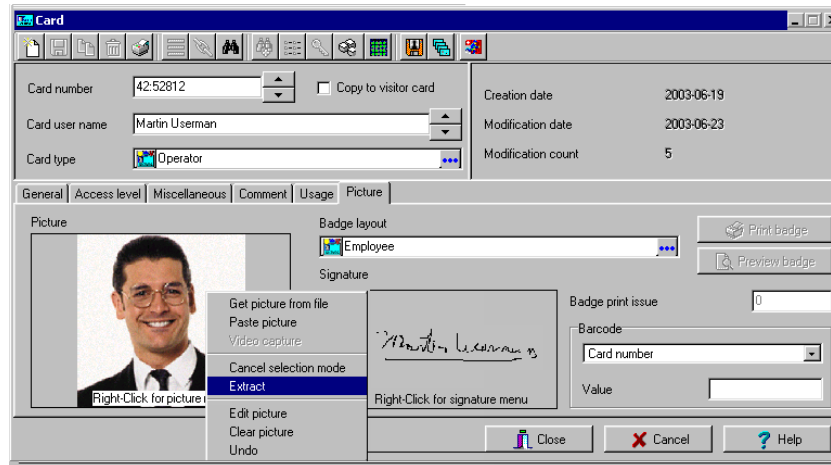 Card
Card number 42:52812 Copy to visitor card
Card user name Martin Userman
Card type Operator
Creation date 2003-06-19
Modification date 2003-06-23
Modification count 5
General Access level Miscellaneous Comment Usage Picture
Picture
Badge layout
Employee
Signature
Print badge
Preview badge
Get picture from file
Paste picture
Video capture
Cancel selection mode
Extract
Edit picture
Clear picture
Undo
Right-Click for picture
Martin Userman
Right-Click for signature menu
Badge print issue 0
Barcode
Card number
Value
Close Cancel Help